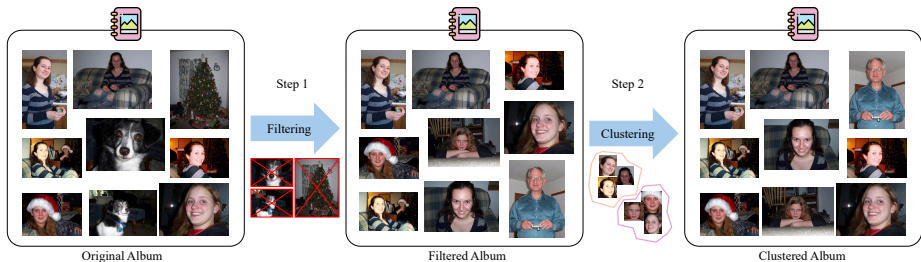 Step 1
Filtering
Step 2
Clustering
Original Album
Filtered Album
Clustered Album